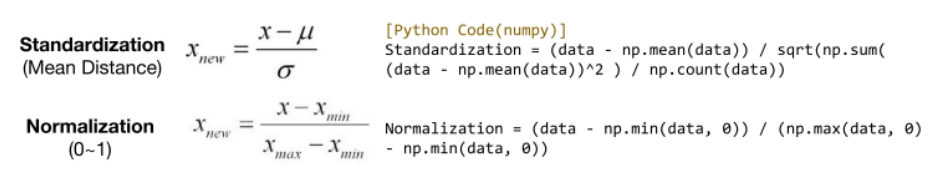 Standardization
(Mean Distance)
x_new = (x − μ) / σ
[Python Code(numpy)]
Standardization = (data - np.mean(data)) / sqrt(np.sum(
(data - np.mean(data))^2 ) / np.count(data))
Normalization
(0~1)
x_new = (x − x_min) / (x_max − x_min)
Normalization = (data - np.min(data, 0)) / (np.max(data, 0)
- np.min(data, 0))